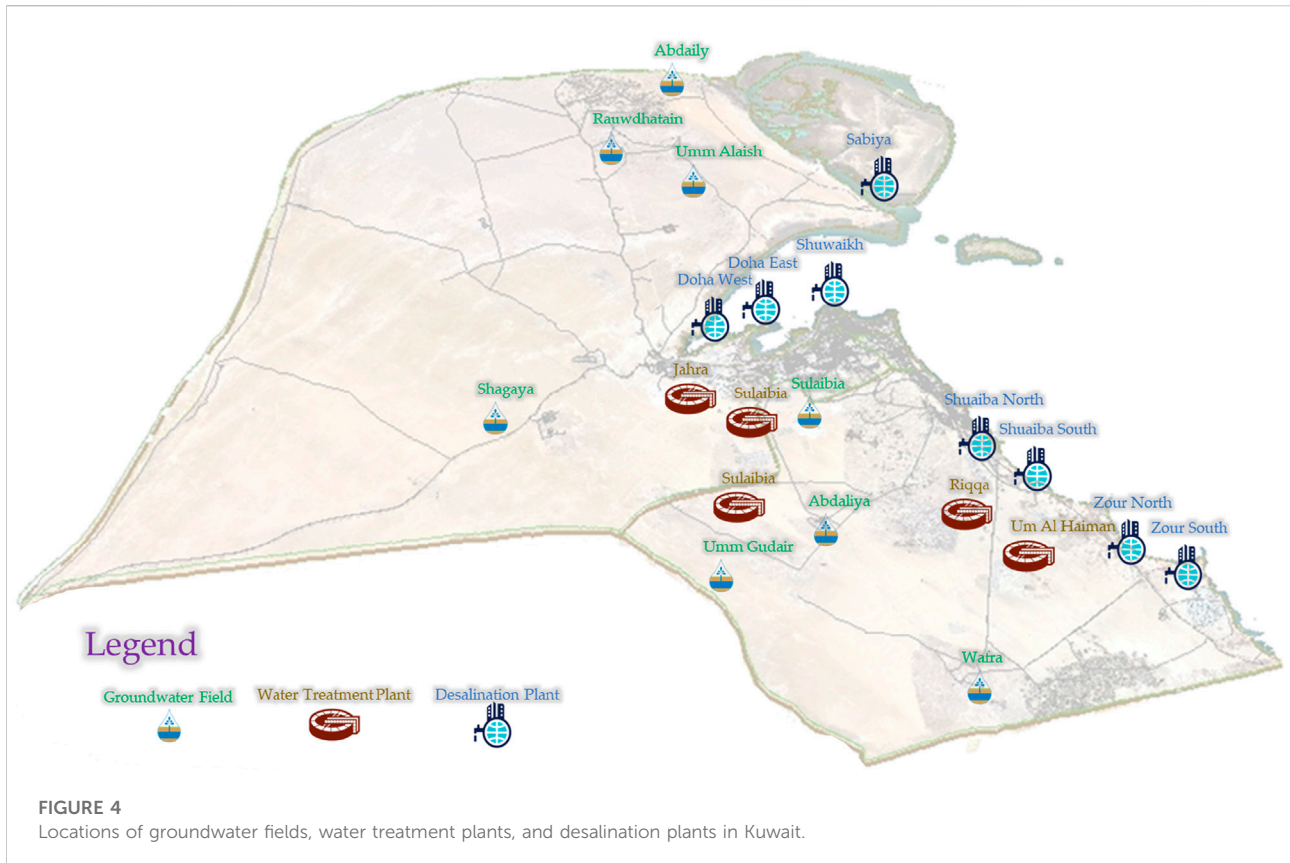 Abdaily
Rauwdhatain
Umm Alaish
Sabiya
Shuwaikh
Doha East
Doha West
Jahra
Shagaya
Sulaibia
Sulaibia
Shuaiba North
Shuaiba South
Sulaibia
Abdaliya
Riqqa
Zour North
Um Al Haiman
Zour South
Umm Gudair
Wafra
Legend
Groundwater Field
Water Treatment Plant
Desalination Plant
FIGURE 4
Locations of groundwater fields, water treatment plants, and desalination plants in Kuwait.